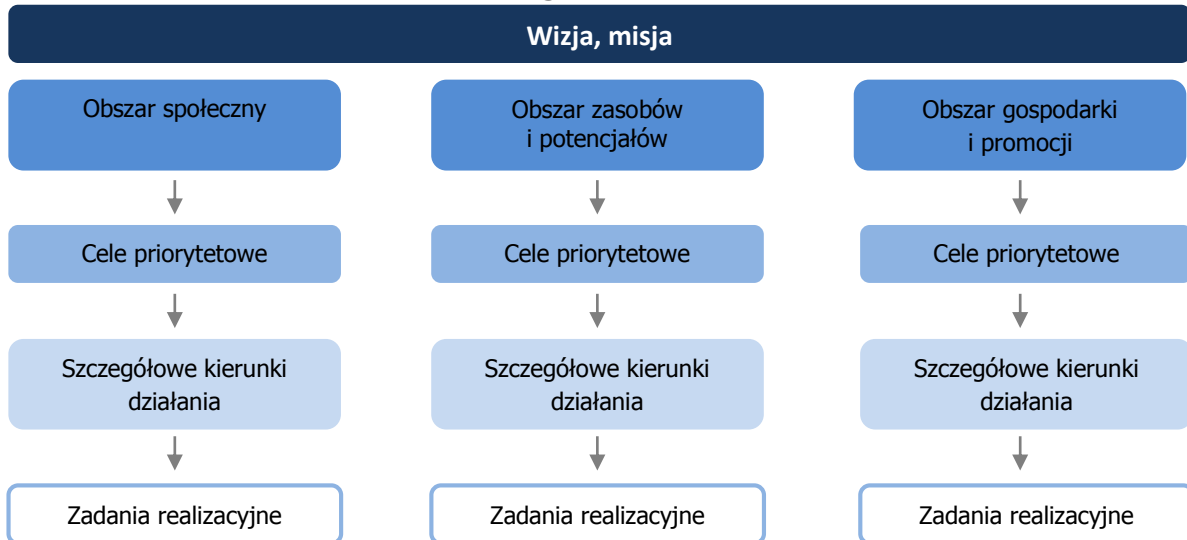 Wizja, misja
Obszar społeczny
Obszar zasobów
i potencjałów
Obszar gospodarki
i promocji
Cele priorytetowe
Cele priorytetowe
Cele priorytetowe
Szczegółowe kierunki
działania
Szczegółowe kierunki
działania
Szczegółowe kierunki
działania
Zadania realizacyjne
Zadania realizacyjne
Zadania realizacyjne